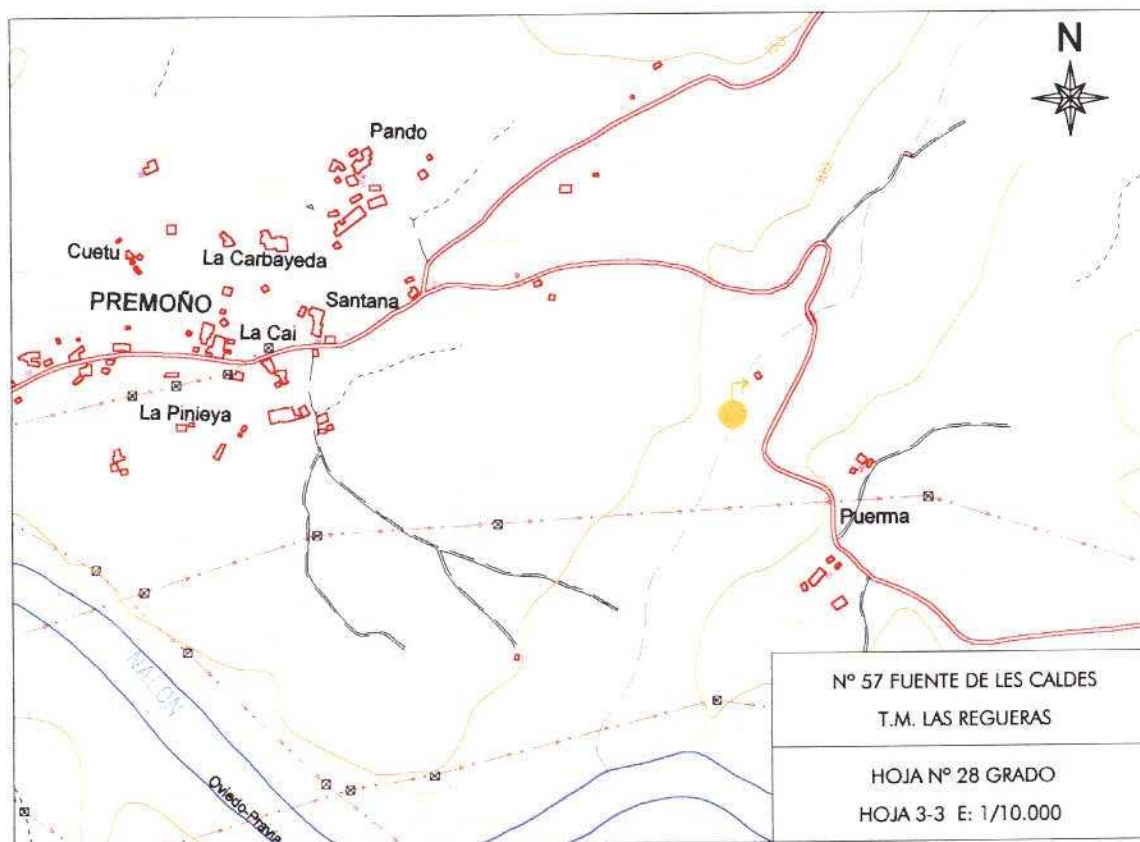 N
Pando
Cuetu
La Carbayeda
PREMOÑO
Santana
La Cai
La Pinieya
Puerma
Oviedo-Pravia
Nº 57 FUENTE DE LES CALDES
T.M. LAS REGUERAS
HOJA Nº 28 GRADO
HOJA 3-3 E: 1/10.000